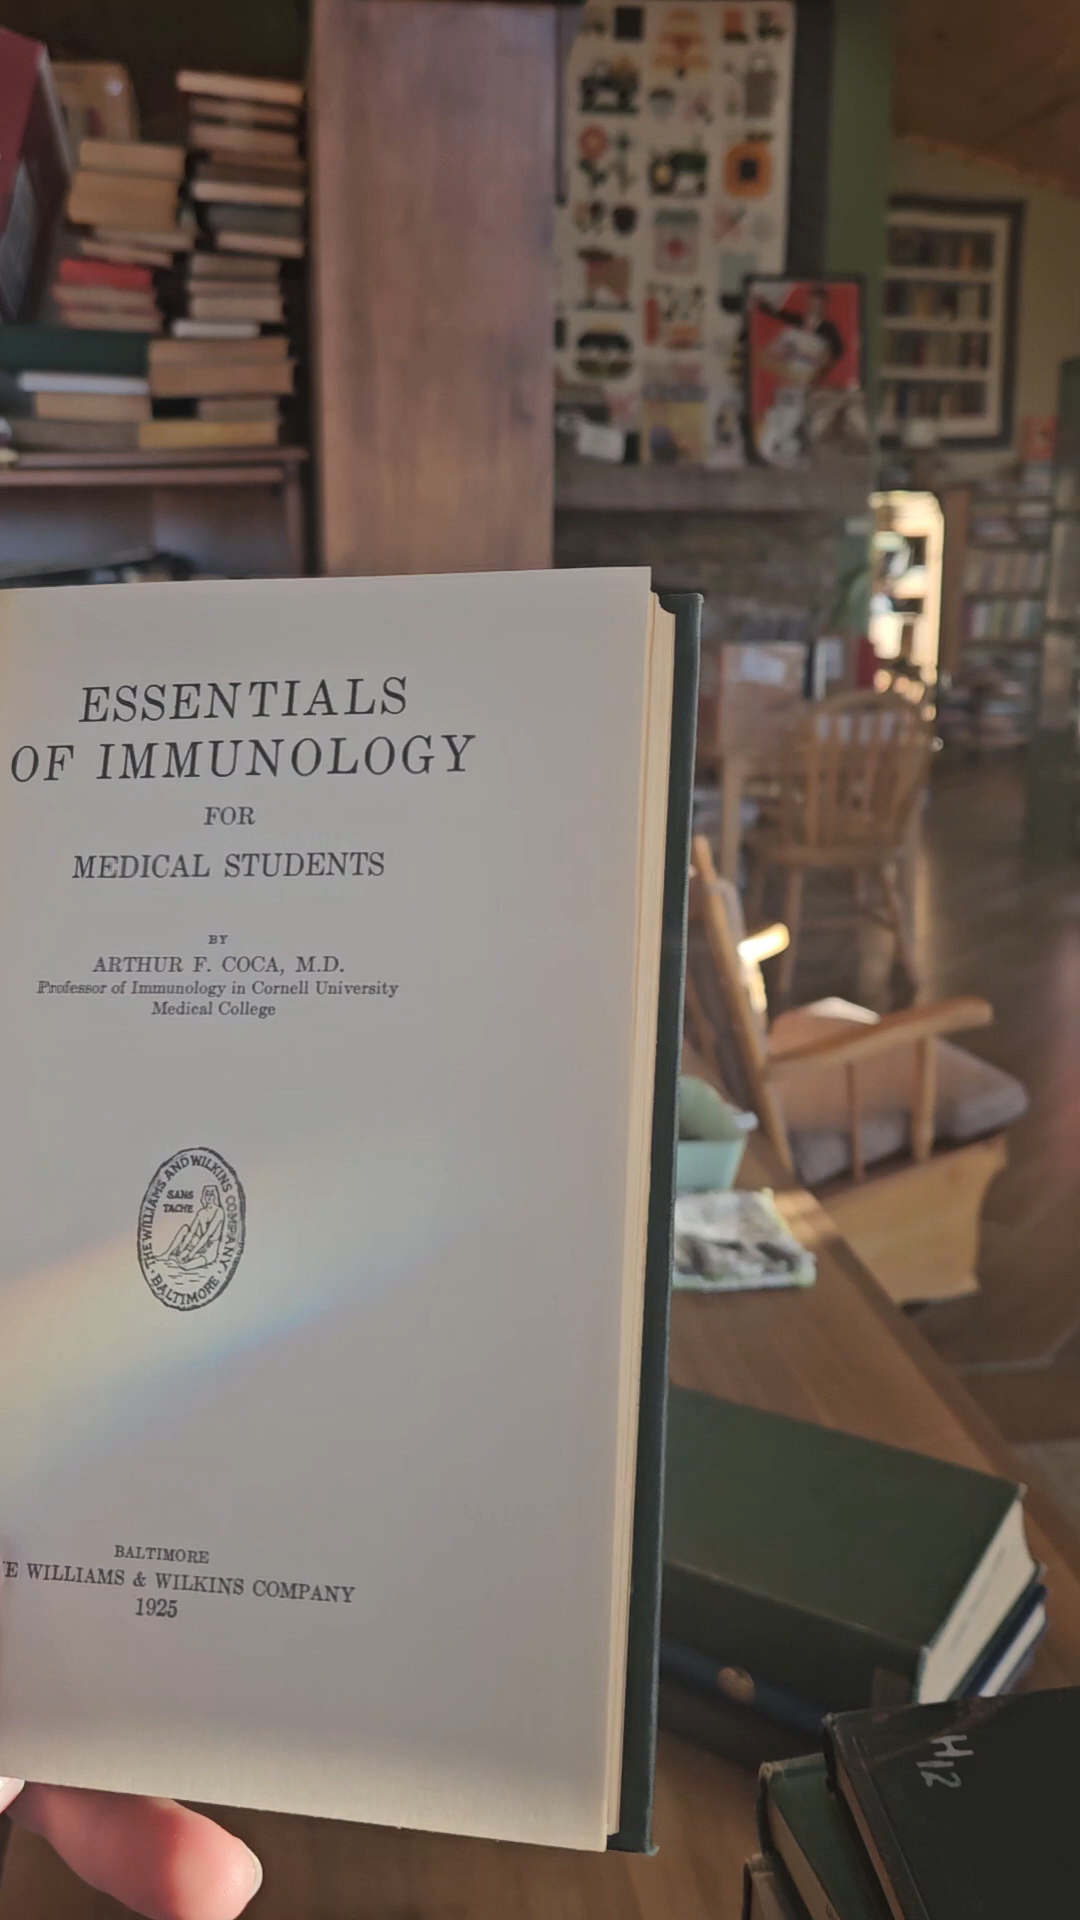 ESSENTIALS
OF IMMUNOLOGY
FOR
MEDICAL STUDENTS
BY
ARTHUR F. COCA, M.D.
Professor of Immunology in Cornell University
Medical College
THE WILLIAMS AND WILKINS COMPANY
SANS
TACHE
· BALTIMORE ·
BALTIMORE
E WILLIAMS & WILKINS COMPANY
1925
H12